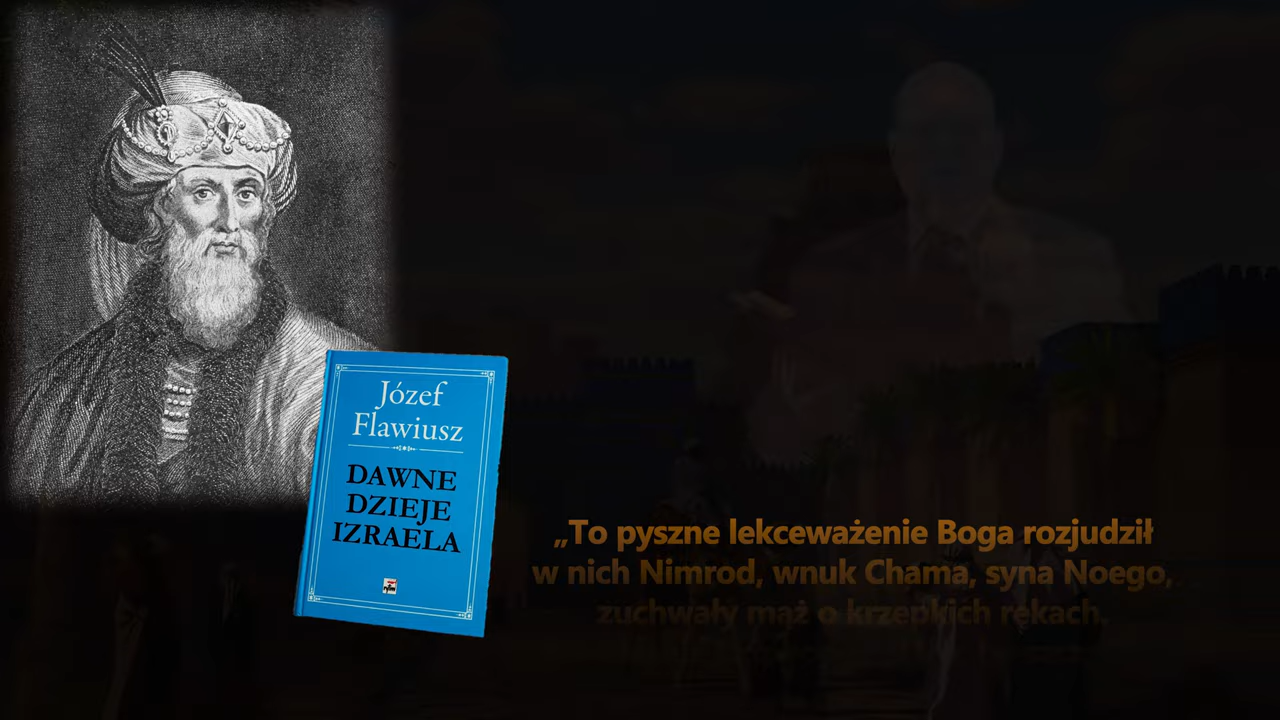 Józef
Flawiusz
DAWNE
DZIEJE
IZRAELA
„To pyszne lekceważenie Boga rozjudził
w nich Nimrod, wnuk Chama, syna Noego,
zuchwały mąż o krzepkich rękach.